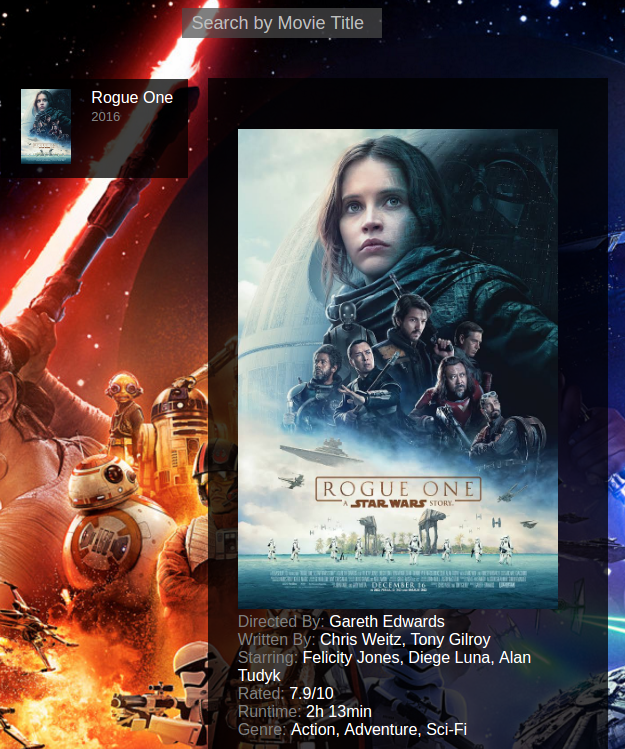 Search by Movie Title
Rogue One
2016
ROGUE ONE
A STAR WARS STORY
DECEMBER 16
Directed By: Gareth Edwards
Written By: Chris Weitz, Tony Gilroy
Starring: Felicity Jones, Diege Luna, Alan
Tudyk
Rated: 7.9/10
Runtime: 2h 13min
Genre: Action, Adventure, Sci-Fi